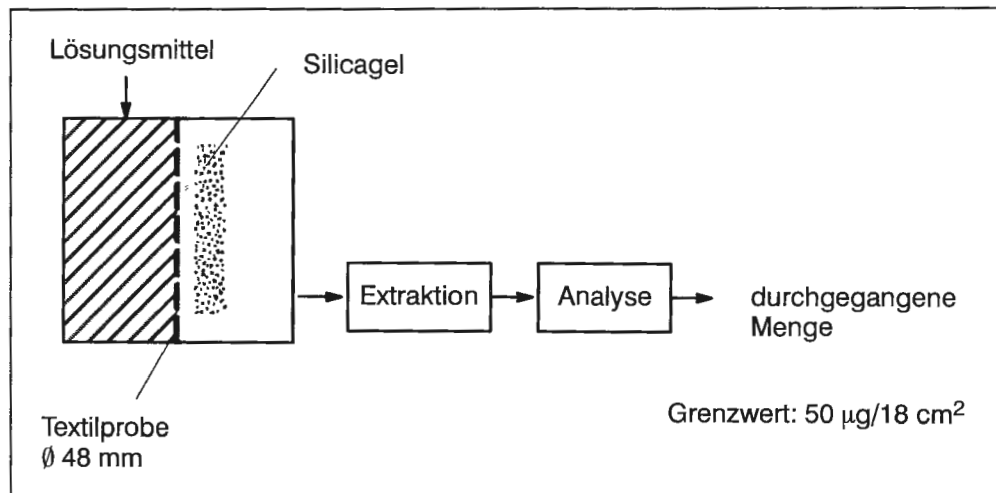 Lösungsmittel
Silicagel
Extraktion
Analyse
durchgegangene
Menge
Textilprobe
Ø 48 mm
Grenzwert: 50 µg/18 cm²